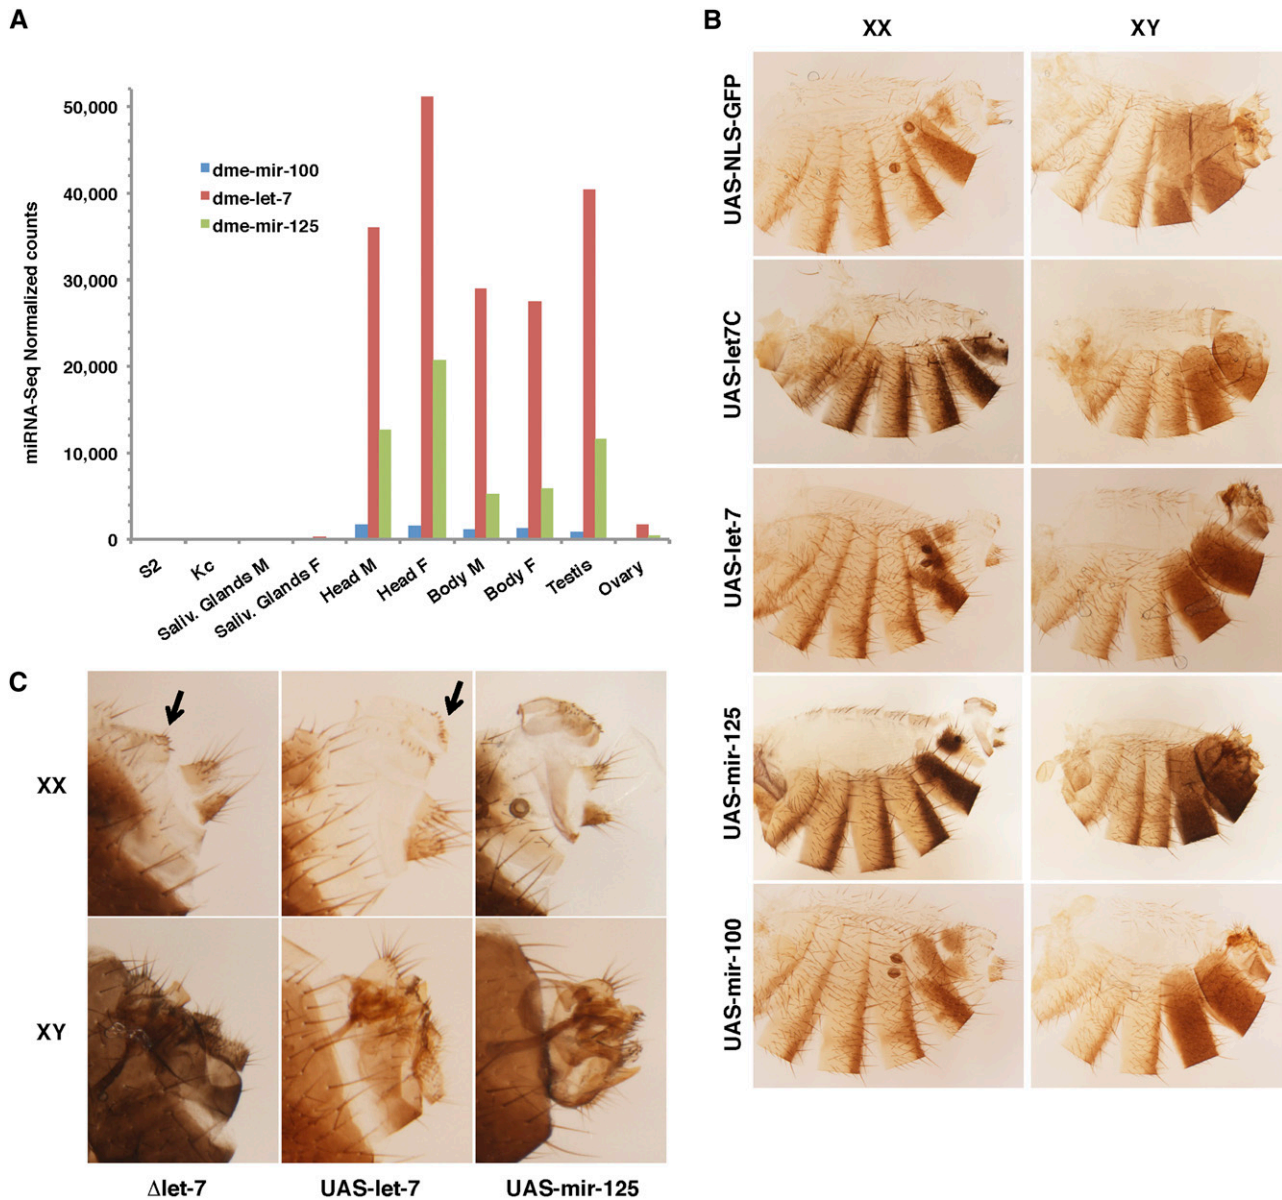 A
miRNA-Seq Normalized counts
50,000
40,000
30,000
20,000
10,000
0
dme-mir-100
dme-let-7
dme-mir-125
S2
Kc
Saliv. Glands M
Saliv. Glands F
Head M
Head F
Body M
Body F
Testis
Ovary
B
XX
XY
UAS-NLS-GFP
UAS-let7C
UAS-let-7
UAS-mir-125
UAS-mir-100
C
XX
XY
Δlet-7
UAS-let-7
UAS-mir-125